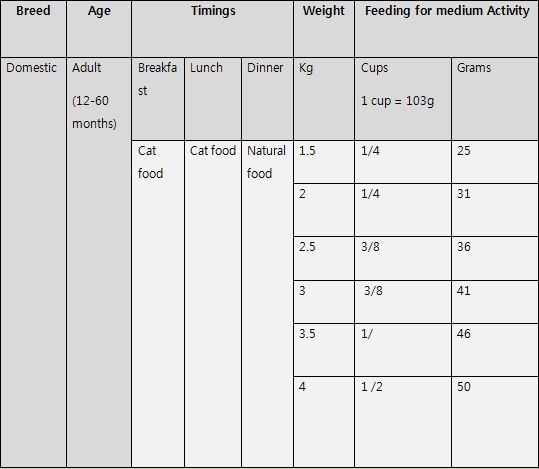 Breed Age Timings Weight Feeding for medium Activity
Domestic Adult Breakfa Lunch Dinner Kg Cups Grams
(12-60 st 1 cup = 103g
months)
Cat Cat food Natural 1.5 1/4 25
food food
2 1/4 31
2.5 3/8 36
3 3/8 41
3.5 1/ 46
4 1 /2 50